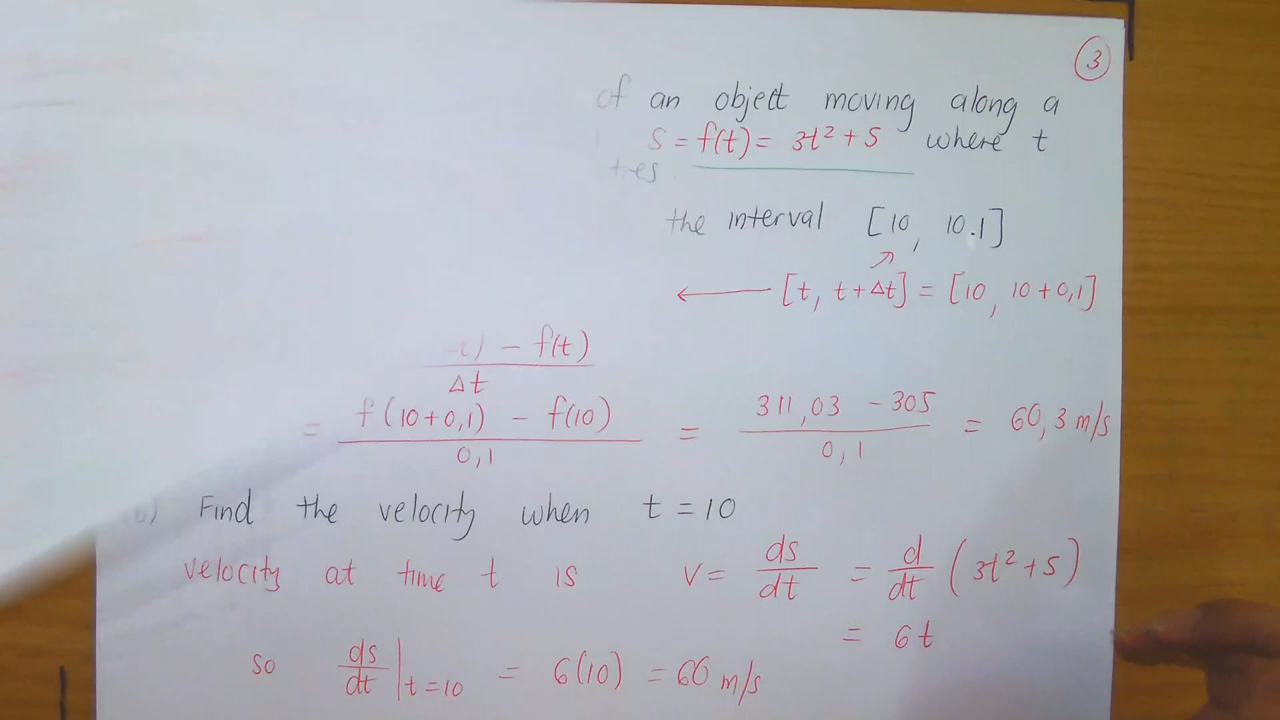 3
of an object moving along a
S = f(t) = 3t² + 5 where t
tres
the interval [10, 10.1]
← [t, t+Δt] = [10, 10+0,1]
− f(t)
Δt
= f(10+0,1) − f(10) / 0,1 = 311,03 − 305 / 0,1 = 60,3 m/s
b) Find the velocity when t = 10
velocity at time t is v = ds/dt = d/dt (3t² + 5)
= 6t
so ds/dt |t=10 = 6(10) = 60 m/s